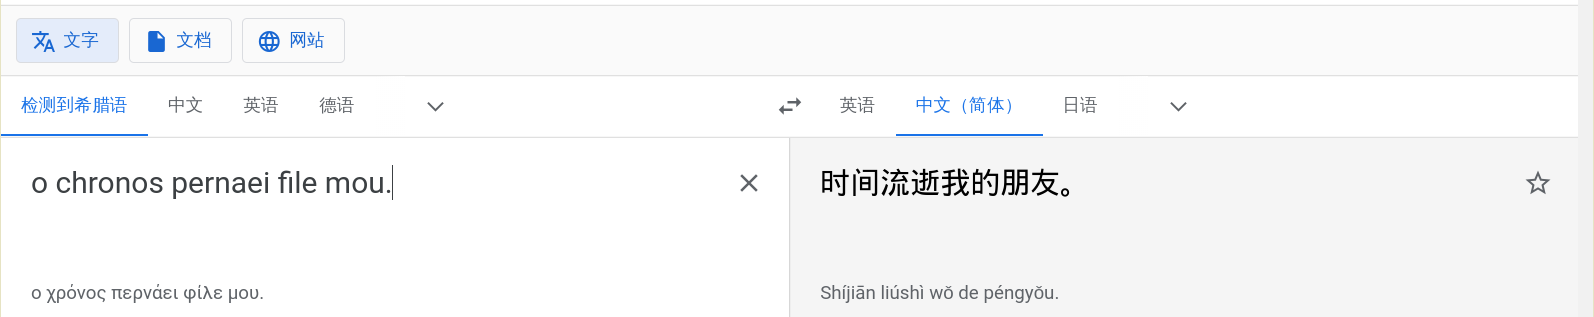 文字 文档 网站
检测到希腊语 中文 英语 德语 英语 中文（简体） 日语
o chronos pernaei file mou.
时间流逝我的朋友。
ο χρόνος περνάει φίλε μου.
Shíjiān liúshì wǒ de péngyǒu.